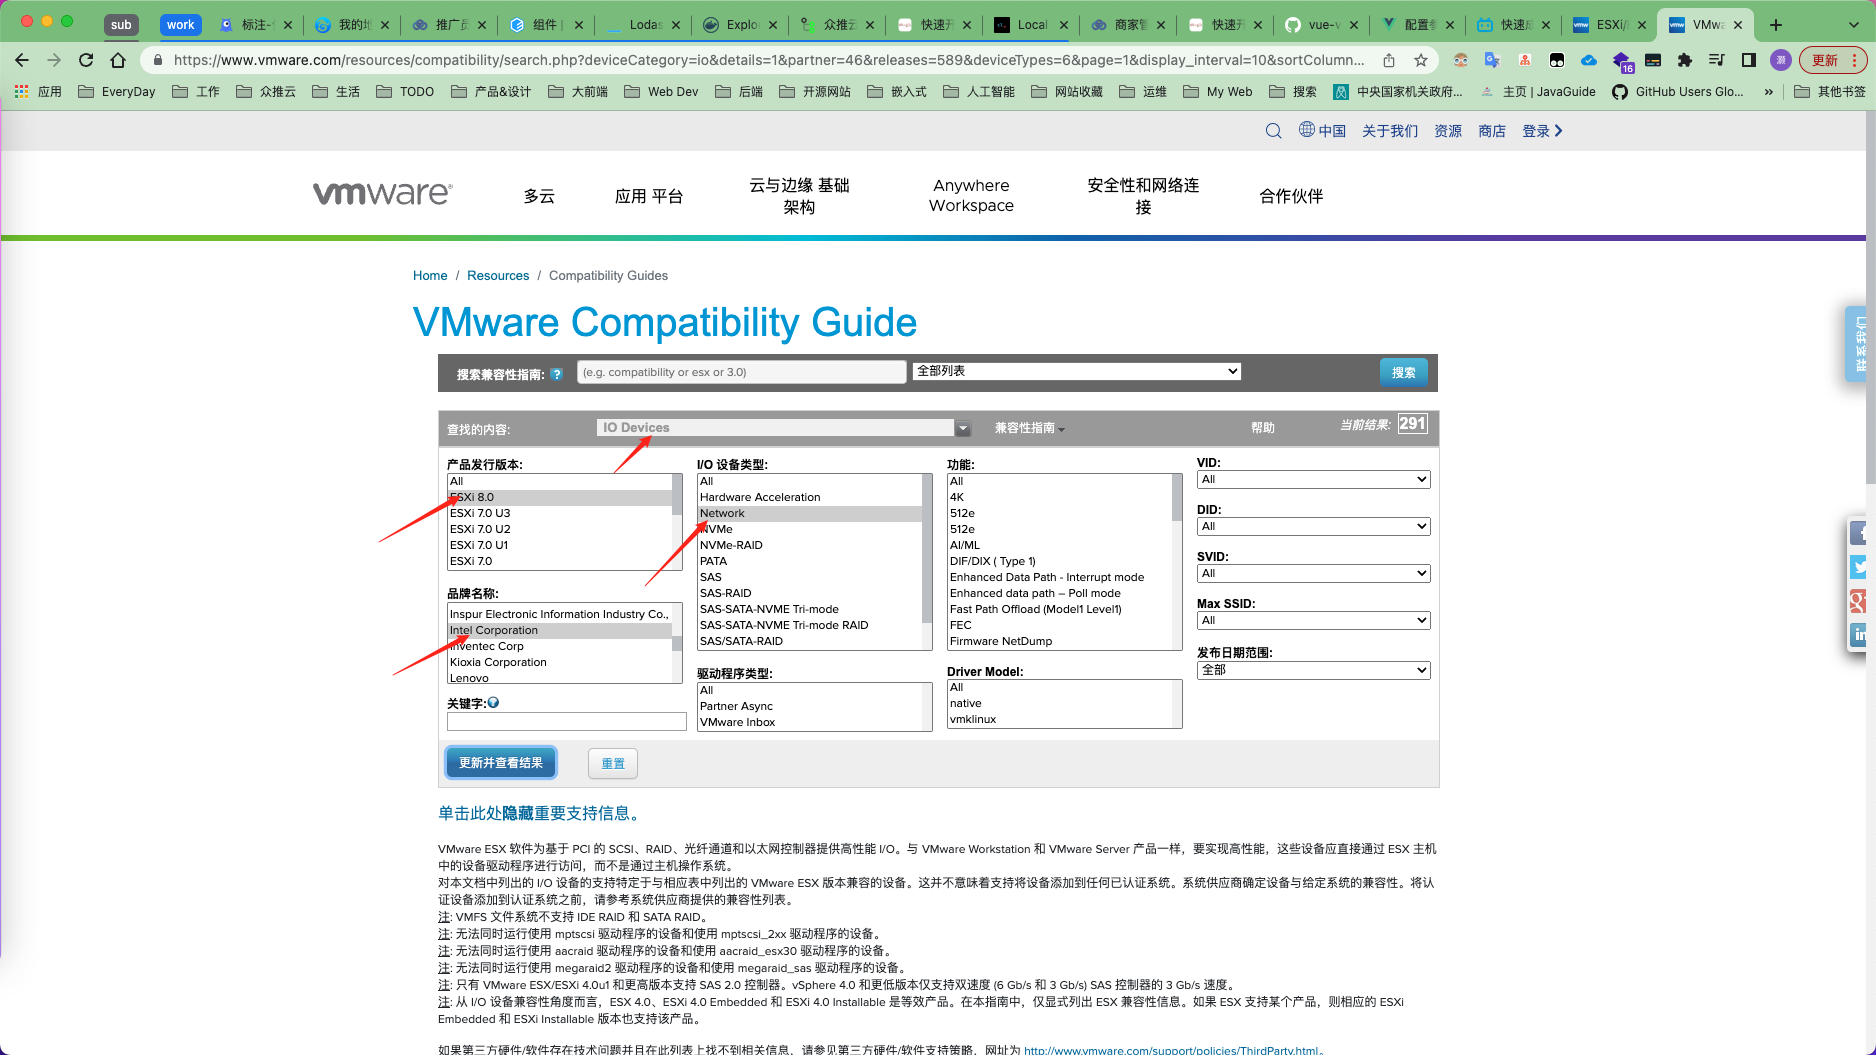 sub
work
标注-
我的地
推广员
组件 |
Lodas
Explo
众推云
快速开
Local
商家管
快速开
vue-v
配置参
快速成
ESXi/
VMwa
https://www.vmware.com/resources/compatibility/search.php?deviceCategory=io&details=1&partner=46&releases=589&deviceTypes=6&page=1&display_interval=10&sortColumn...
16
更新
应用
EveryDay
工作
众推云
生活
TODO
产品&设计
大前端
Web Dev
后端
开源网站
嵌入式
人工智能
网站收藏
运维
My Web
搜索
中央国家机关政府...
主页 | JavaGuide
GitHub Users Glo...
»
其他书签
中国
关于我们
资源
商店
登录
vmware®
多云
应用 平台
云与边缘 基础
架构
Anywhere
Workspace
安全性和网络连
接
合作伙伴
Home / Resources / Compatibility Guides
VMware Compatibility Guide
搜索兼容性指南: ?
(e.g. compatibility or esx or 3.0)
全部列表
搜索
查找的内容:
IO Devices
兼容性指南
帮助
当前结果: 291
产品发行版本:
All
ESXi 8.0
ESXi 7.0 U3
ESXi 7.0 U2
ESXi 7.0 U1
ESXi 7.0
品牌名称:
Inspur Electronic Information Industry Co.,
Intel Corporation
Inventec Corp
Kioxia Corporation
Lenovo
关键字:
I/O 设备类型:
All
Hardware Acceleration
Network
NVMe
NVMe-RAID
PATA
SAS
SAS-RAID
SAS-SATA-NVME Tri-mode
SAS-SATA-NVME Tri-mode RAID
SAS/SATA-RAID
驱动程序类型:
All
Partner Async
VMware Inbox
功能:
All
4K
512e
512e
AI/ML
DIF/DIX ( Type 1)
Enhanced Data Path - Interrupt mode
Enhanced data path – Poll mode
Fast Path Offload (Model1 Level1)
FEC
Firmware NetDump
Driver Model:
All
native
vmklinux
VID:
All
DID:
All
SVID:
All
Max SSID:
All
发布日期范围:
全部
更新并查看结果
重置
单击此处隐藏重要支持信息。
VMware ESX 软件为基于 PCI 的 SCSI、RAID、光纤通道和以太网控制器提供高性能 I/O。与 VMware Workstation 和 VMware Server 产品一样，要实现高性能，这些设备应直接通过 ESX 主机
中的设备驱动程序进行访问，而不是通过主机操作系统。
对本文档中列出的 I/O 设备的支持特定于与相应表中列出的 VMware ESX 版本兼容的设备。这并不意味着支持将设备添加到任何已认证系统。系统供应商确定设备与给定系统的兼容性。将认
证设备添加到认证系统之前，请参考系统供应商提供的兼容性列表。
注: VMFS 文件系统不支持 IDE RAID 和 SATA RAID。
注: 无法同时运行使用 mptscsi 驱动程序的设备和使用 mptscsi_2xx 驱动程序的设备。
注: 无法同时运行使用 aacraid 驱动程序的设备和使用 aacraid_esx30 驱动程序的设备。
注: 无法同时运行使用 megaraid2 驱动程序的设备和使用 megaraid_sas 驱动程序的设备。
注: 只有 VMware ESX/ESXi 4.0u1 和更高版本支持 SAS 2.0 控制器。vSphere 4.0 和更低版本仅支持双速度 (6 Gb/s 和 3 Gb/s) SAS 控制器的 3 Gb/s 速度。
注: 从 I/O 设备兼容性角度而言，ESX 4.0、ESXi 4.0 Embedded 和 ESXi 4.0 Installable 是等效产品。在本指南中，仅显式列出 ESX 兼容性信息。如果 ESX 支持某个产品，则相应的 ESXi
Embedded 和 ESXi Installable 版本也支持该产品。
如果第三方硬件/软件存在技术问题并且在此列表上找不到相关信息，请参见第三方硬件/软件支持策略，网址为 http://www.vmware.com/support/policies/ThirdParty.html。